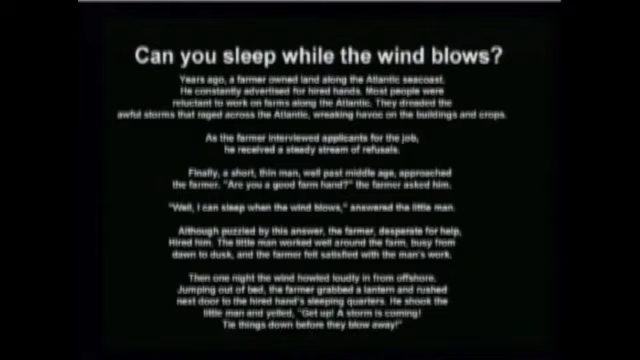 Can you sleep while the wind blows?
Years ago, a farmer owned land along the Atlantic seacoast.
He constantly advertised for hired hands. Most people were
reluctant to work on farms along the Atlantic. They dreaded the
awful storms that raged across the Atlantic, wreaking havoc on the buildings and crops.
As the farmer interviewed applicants for the job,
he received a steady stream of refusals.
Finally, a short, thin man, well past middle age, approached
the farmer. "Are you a good farm hand?" the farmer asked him.
"Well, I can sleep when the wind blows," answered the little man.
Although puzzled by this answer, the farmer, desperate for help,
Hired him. The little man worked well around the farm, busy from
dawn to dusk, and the farmer felt satisfied with the man's work.
Then one night the wind howled loudly in from offshore.
Jumping out of bed, the farmer grabbed a lantern and rushed
next door to the hired hand's sleeping quarters. He shook the
little man and yelled, "Get up! A storm is coming!
Tie things down before they blow away!"